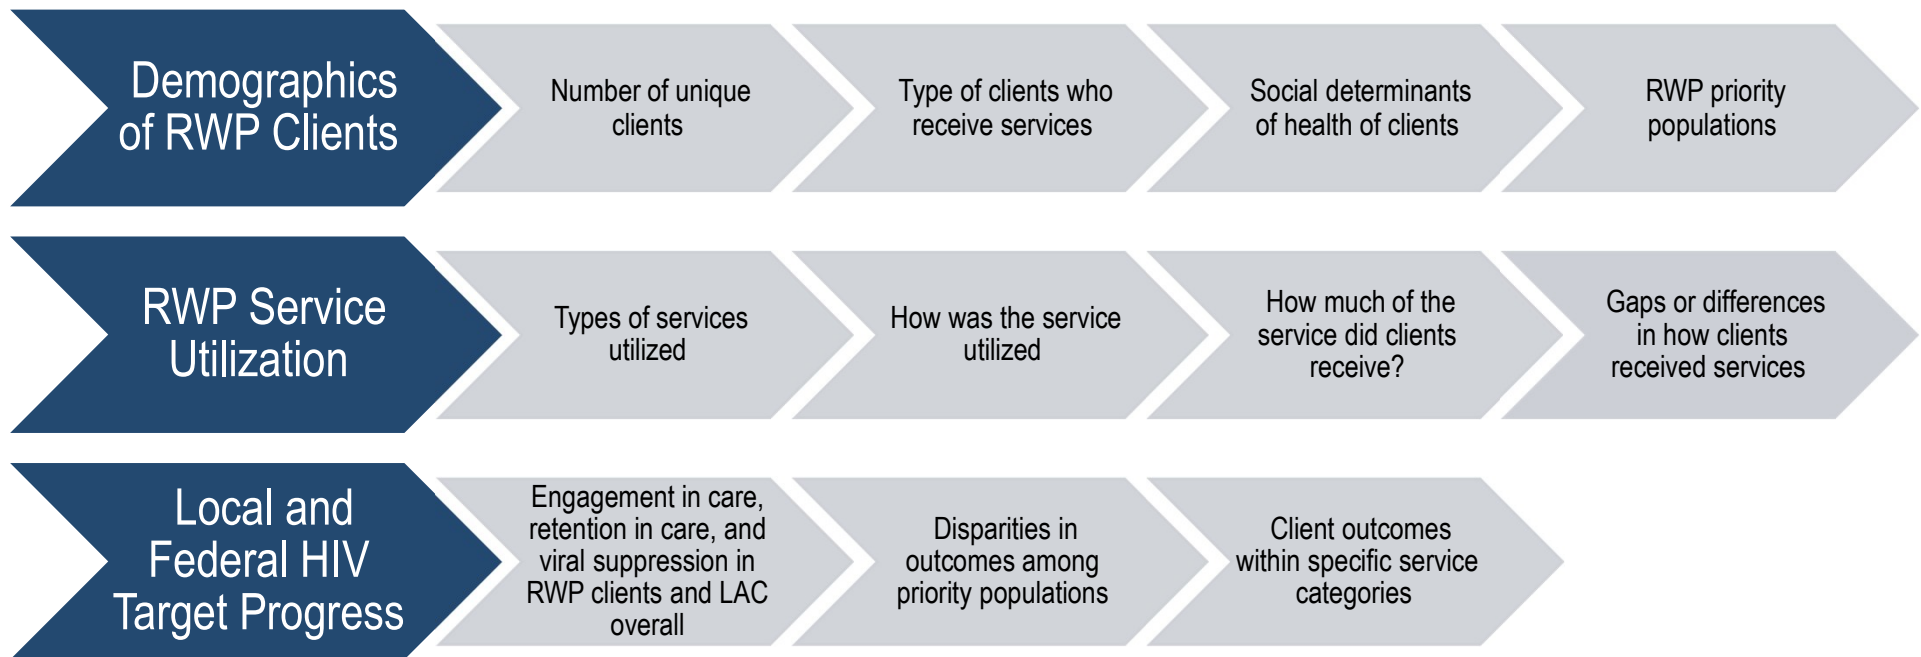 Demographics
of RWP Clients
Number of unique
clients
Type of clients who
receive services
Social determinants
of health of clients
RWP priority
populations
RWP Service
Utilization
Types of services
utilized
How was the service
utilized
How much of the
service did clients
receive?
Gaps or differences
in how clients
received services
Local and
Federal HIV
Target Progress
Engagement in care,
retention in care, and
viral suppression in
RWP clients and LAC
overall
Disparities in
outcomes among
priority populations
Client outcomes
within specific service
categories